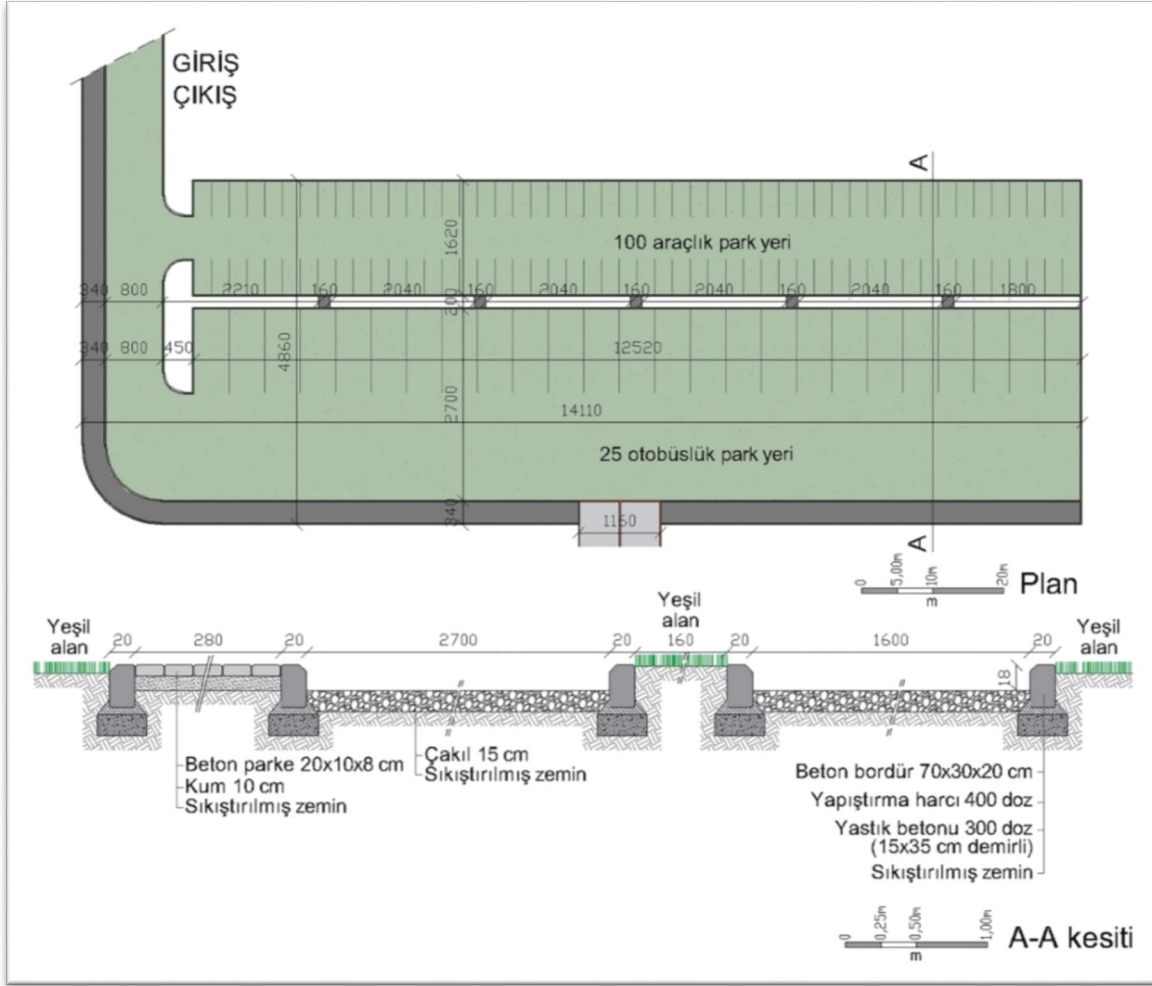 GİRİŞ
ÇIKIŞ
A
1620
100 araçlık park yeri
340 800 2210 160 2040 160 2040 160 2040 160 2040 160 1800
200
340 800 450 12520
4860
2700
14110
25 otobüslük park yeri
340
1160
A
0 5,00m 10m 20m
m
Plan
Yeşil
alan
20 280 20 2700 20 160 20 1600 20
Yeşil
alan
Yeşil
alan
18
Beton parke 20x10x8 cm
Kum 10 cm
Sıkıştırılmış zemin
Çakıl 15 cm
Sıkıştırılmış zemin
Beton bordür 70x30x20 cm
Yapıştırma harcı 400 doz
Yastık betonu 300 doz
(15x35 cm demirli)
Sıkıştırılmış zemin
0 0,25m 0,50m 1,00m
m
A-A kesiti